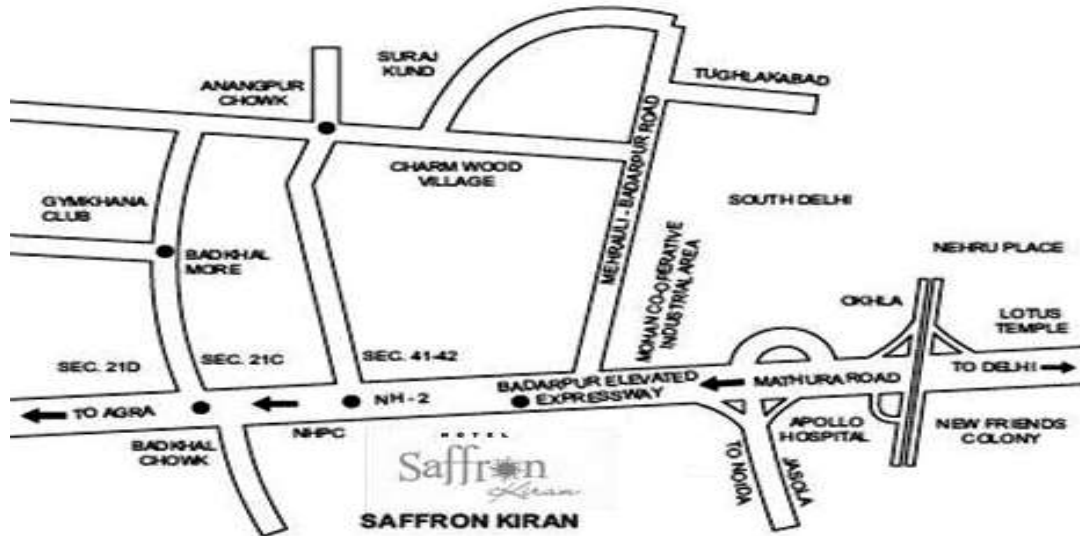 SURAJ
KUND
ANANGPUR
CHOWK
TUGHLAKABAD
CHARM WOOD
VILLAGE
MEHRAULI - BADARPUR ROAD
GYMKHANA
CLUB
SOUTH DELHI
BADKHAL
MORE
MOHAN CO-OPERATIVE
INDUSTRIAL AREA
NEHRU PLACE
OKHLA
LOTUS
TEMPLE
SEC. 21D
SEC. 21C
SEC. 41-42
BADARPUR ELEVATED
EXPRESSWAY
MATHURA ROAD
TO DELHI
TO AGRA
NH - 2
NHPC
BADKHAL
CHOWK
APOLLO
HOSPITAL
NEW FRIENDS
COLONY
TO NOIDA
JASOLA
HOTEL
Saffron
Kiran
SAFFRON KIRAN